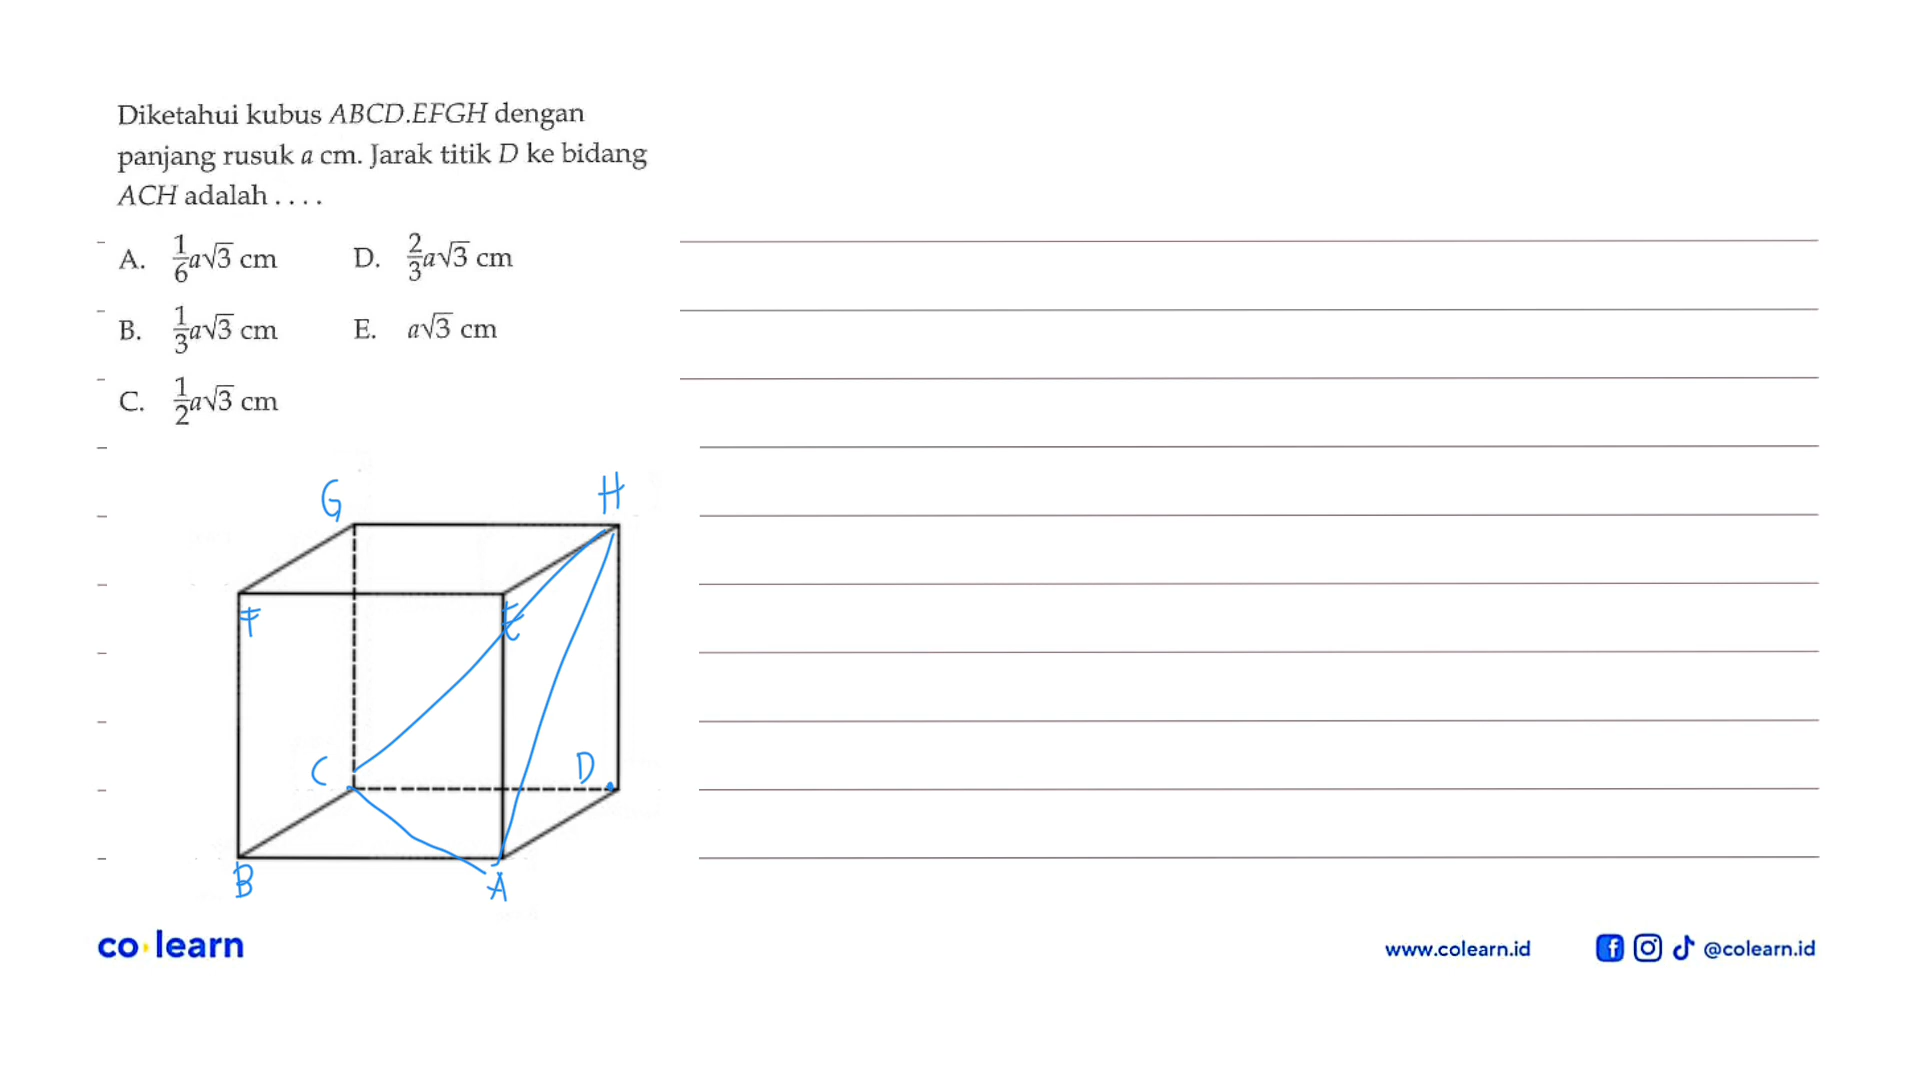 Diketahui kubus ABCD.EFGH dengan
panjang rusuk a cm. Jarak titik D ke bidang
ACH adalah . . . .
A. 1/6 a√3 cm
D. 2/3 a√3 cm
B. 1/3 a√3 cm
E. a√3 cm
C. 1/2 a√3 cm
G
H
F
E
C
D
B
A
co·learn
www.colearn.id
@colearn.id